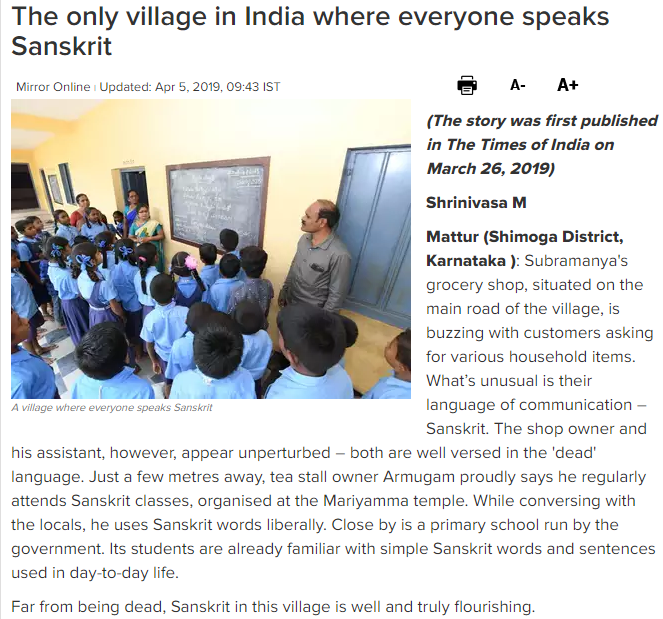 The only village in India where everyone speaks
Sanskrit
Mirror Online | Updated: Apr 5, 2019, 09:43 IST
A- A+
(The story was first published
in The Times of India on
March 26, 2019)
Shrinivasa M
Mattur (Shimoga District,
Karnataka ): Subramanya's
grocery shop, situated on the
main road of the village, is
buzzing with customers asking
for various household items.
What's unusual is their
language of communication –
Sanskrit. The shop owner and
A village where everyone speaks Sanskrit
his assistant, however, appear unperturbed – both are well versed in the 'dead'
language. Just a few metres away, tea stall owner Armugam proudly says he regularly
attends Sanskrit classes, organised at the Mariyamma temple. While conversing with
the locals, he uses Sanskrit words liberally. Close by is a primary school run by the
government. Its students are already familiar with simple Sanskrit words and sentences
used in day-to-day life.
Far from being dead, Sanskrit in this village is well and truly flourishing.